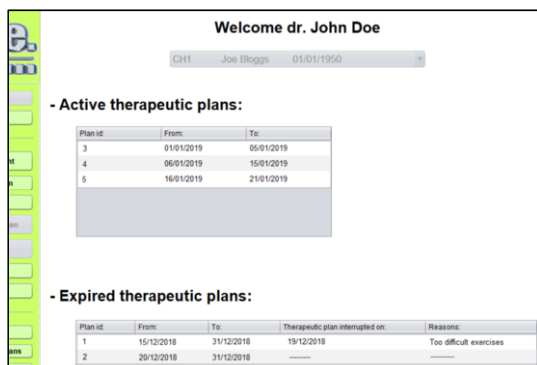 Welcome dr. John Doe
CH1 Joe Bloggs 01/01/1950
- Active therapeutic plans:
Plan id: From: To:
3 01/01/2019 05/01/2019
4 06/01/2019 15/01/2019
5 16/01/2019 21/01/2019
- Expired therapeutic plans:
Plan id: From: To: Therapeutic plan interrupted on: Reasons:
1 15/12/2018 31/12/2018 19/12/2018 Too difficult exercises
2 20/12/2018 31/12/2018 --------- ---------